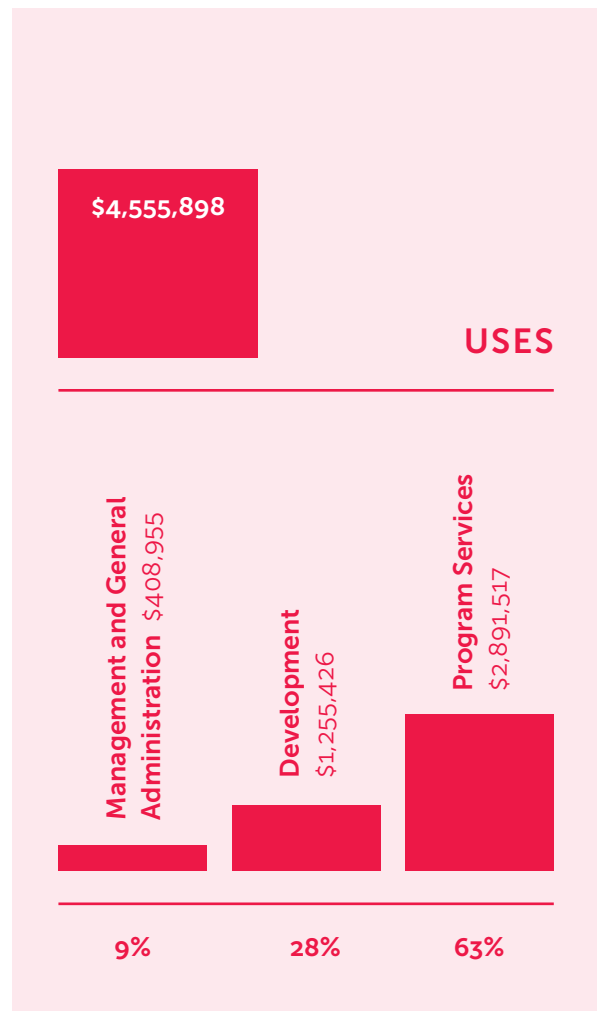 $4,555,898
USES
Management and General
Administration $408,955
Development
$1,255,426
Program Services
$2,891,517
9%
28%
63%